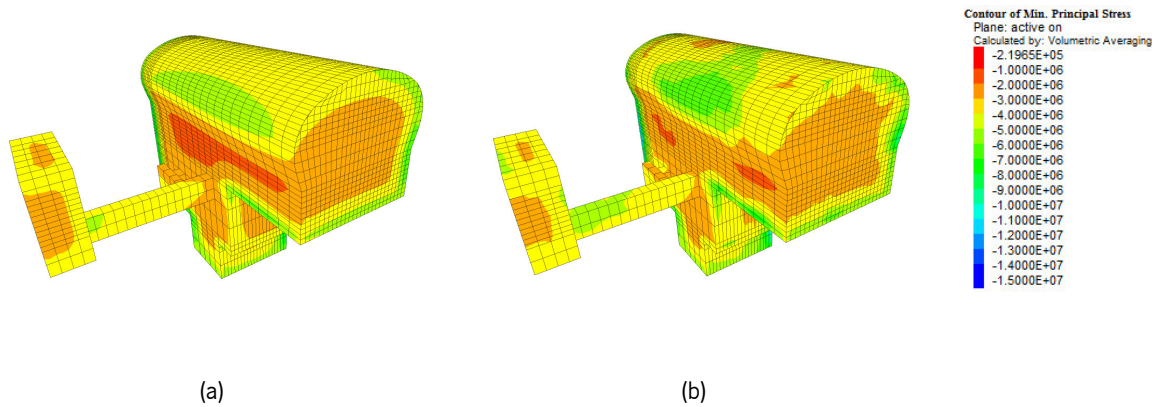 Contour of Min. Principal Stress
Plane: active on
Calculated by: Volumetric Averaging
-2.1965E+05
-1.0000E+06
-2.0000E+06
-3.0000E+06
-4.0000E+06
-5.0000E+06
-6.0000E+06
-7.0000E+06
-8.0000E+06
-9.0000E+06
-1.0000E+07
-1.1000E+07
-1.2000E+07
-1.3000E+07
-1.4000E+07
-1.5000E+07
(a)
(b)